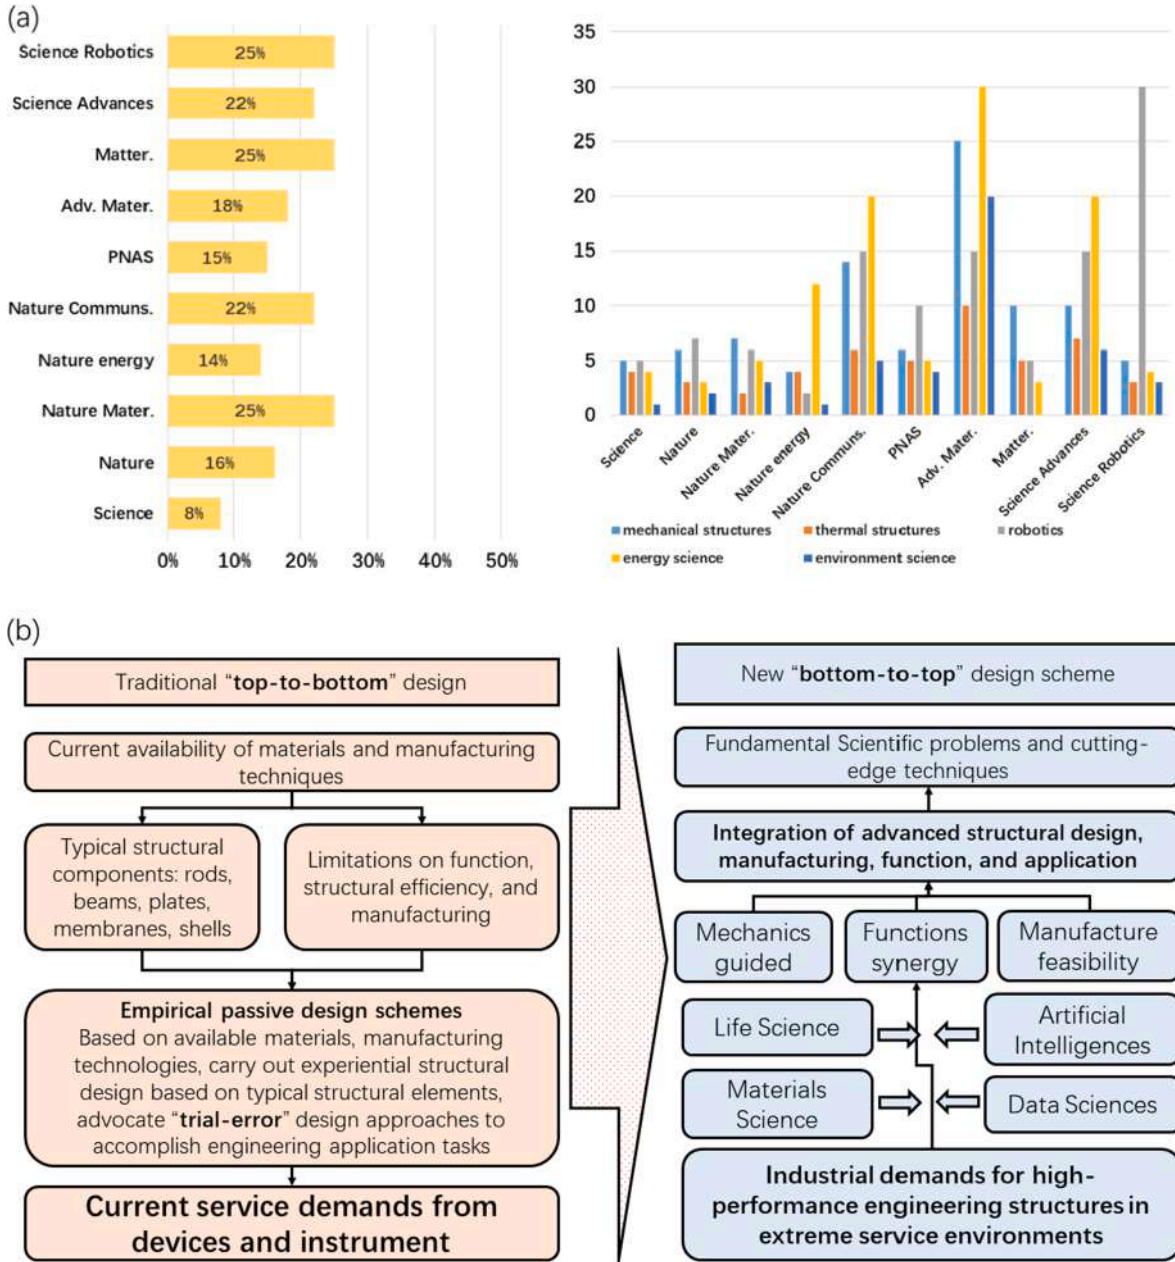 (a)
Science Robotics
25%
Science Advances
22%
Matter.
25%
Adv. Mater.
18%
PNAS
15%
Nature Communs.
22%
Nature energy
14%
Nature Mater.
25%
Nature
16%
Science
8%
0%
10%
20%
30%
40%
50%
35
30
25
20
15
10
5
0
Science
Nature
Nature Mater.
Nature energy
Nature Communs.
PNAS
Adv. Mater.
Matter.
Science Advances
Science Robotics
mechanical structures
thermal structures
robotics
energy science
environment science
(b)
Traditional “top-to-bottom” design
Current availability of materials and manufacturing
techniques
Typical structural
components: rods,
beams, plates,
membranes, shells
Limitations on function,
structural efficiency, and
manufacturing
Empirical passive design schemes
Based on available materials, manufacturing
technologies, carry out experiential structural
design based on typical structural elements,
advocate “trial-error” design approaches to
accomplish engineering application tasks
Current service demands from
devices and instrument
New “bottom-to-top” design scheme
Fundamental Scientific problems and cutting-
edge techniques
Integration of advanced structural design,
manufacturing, function, and application
Mechanics
guided
Functions
synergy
Manufacture
feasibility
Life Science
Artificial
Intelligences
Materials
Science
Data Sciences
Industrial demands for high-
performance engineering structures in
extreme service environments